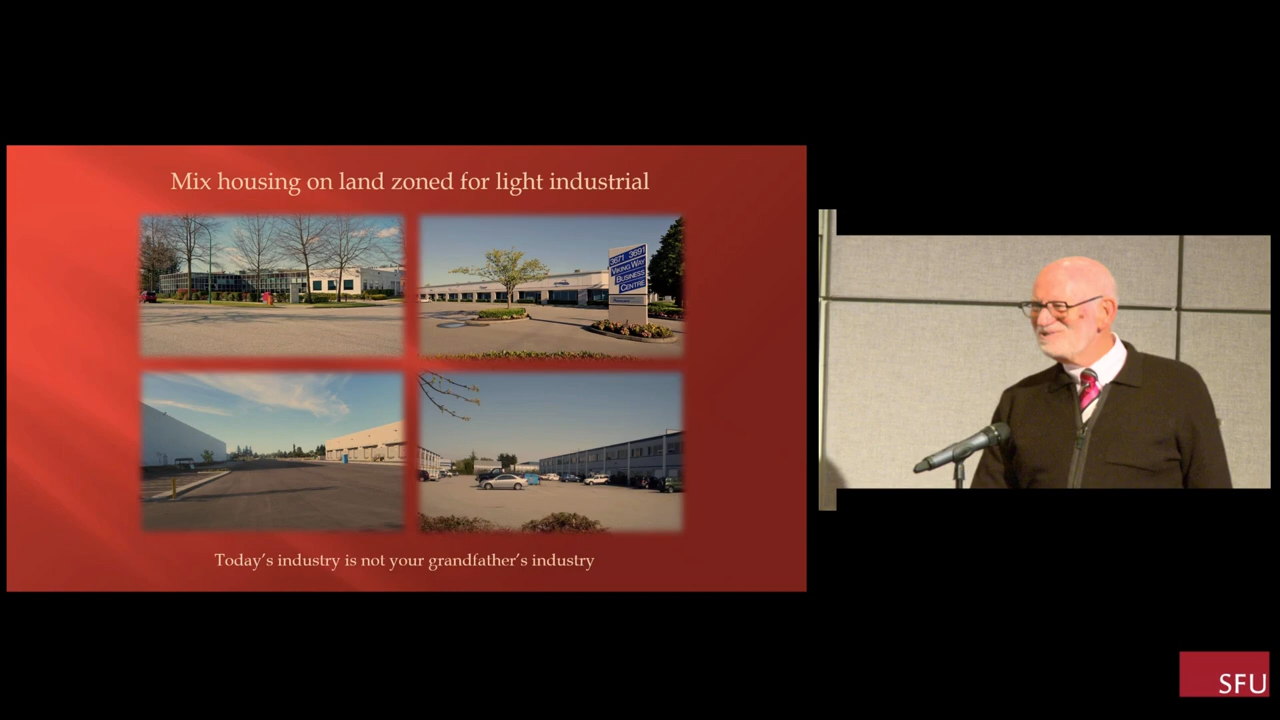 Mix housing on land zoned for light industrial
3671 3691
VIKING WAY
BUSINESS
CENTRE
Today's industry is not your grandfather's industry
SFU